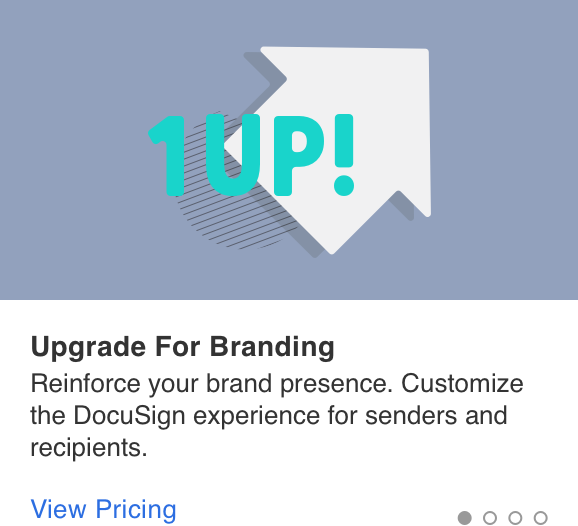 1UP!
Upgrade For Branding
Reinforce your brand presence. Customize
the DocuSign experience for senders and
recipients.
View Pricing